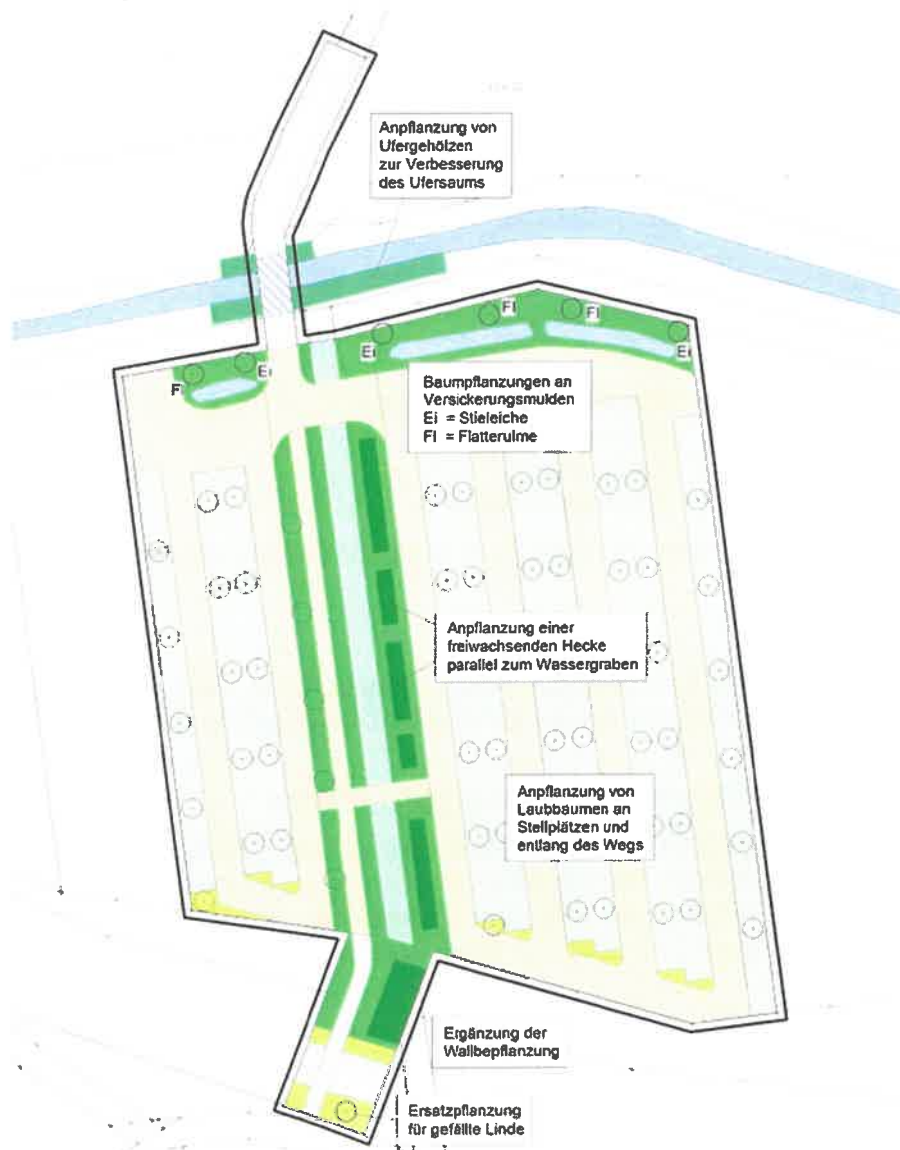 Anpflanzung von
Ufergehölzen
zur Verbesserung
des Ufersaums
Fl
Fl
Ei
Ei
Ei
Fl
Baumpflanzungen an
Versickerungsmulden
Ei = Stieleiche
Fl = Flatterulme
Anpflanzung einer
freiwachsenden Hecke
parallel zum Wassergraben
Anpflanzung von
Laubbäumen an
Stellplätzen und
entlang des Wegs
Ergänzung der
Wallbepflanzung
Ersatzpflanzung
für gefällte Linde